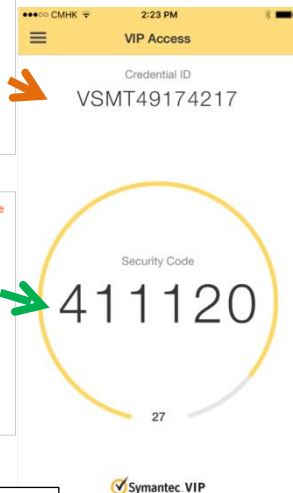 CMHK 2:23 PM
VIP Access
Credential ID
VSMT49174217
e
Security Code
411120
27
Symantec. VIP